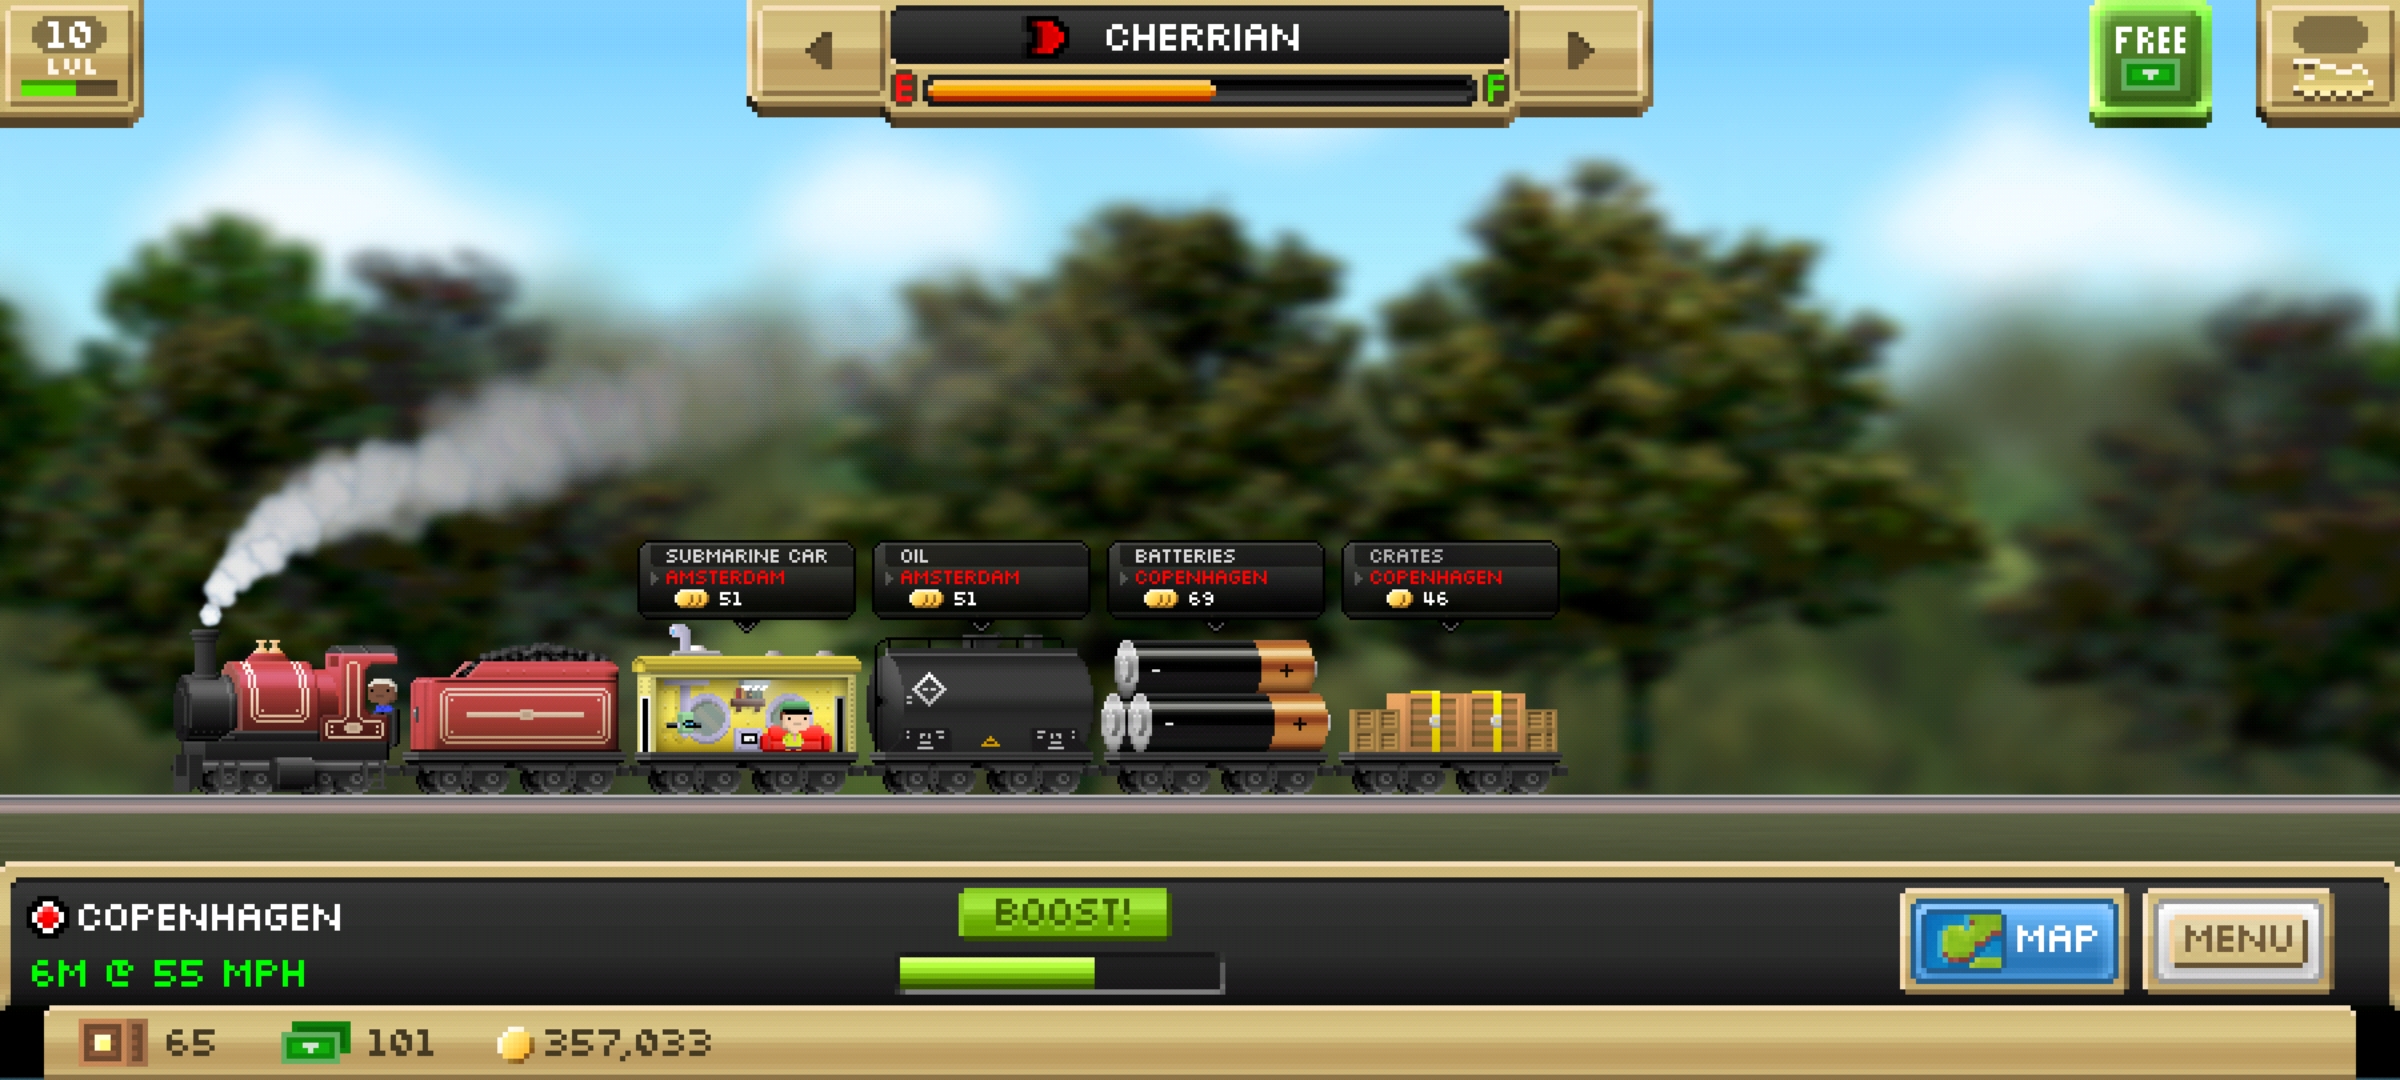 10
LVL
CHERRIAN
E F
FREE
SUBMARINE CAR
AMSTERDAM
51
OIL
AMSTERDAM
51
BATTERIES
COPENHAGEN
69
CRATES
COPENHAGEN
46
- +
- +
COPENHAGEN
6M @ 55 MPH
BOOST!
MAP
MENU
65
101
357,033